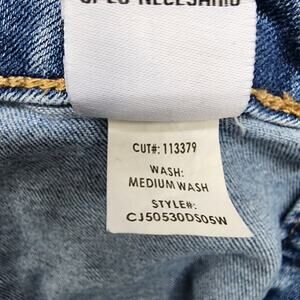 CUT#: 113379
WASH:
MEDIUM WASH
STYLE#:
CJ50530DS05W